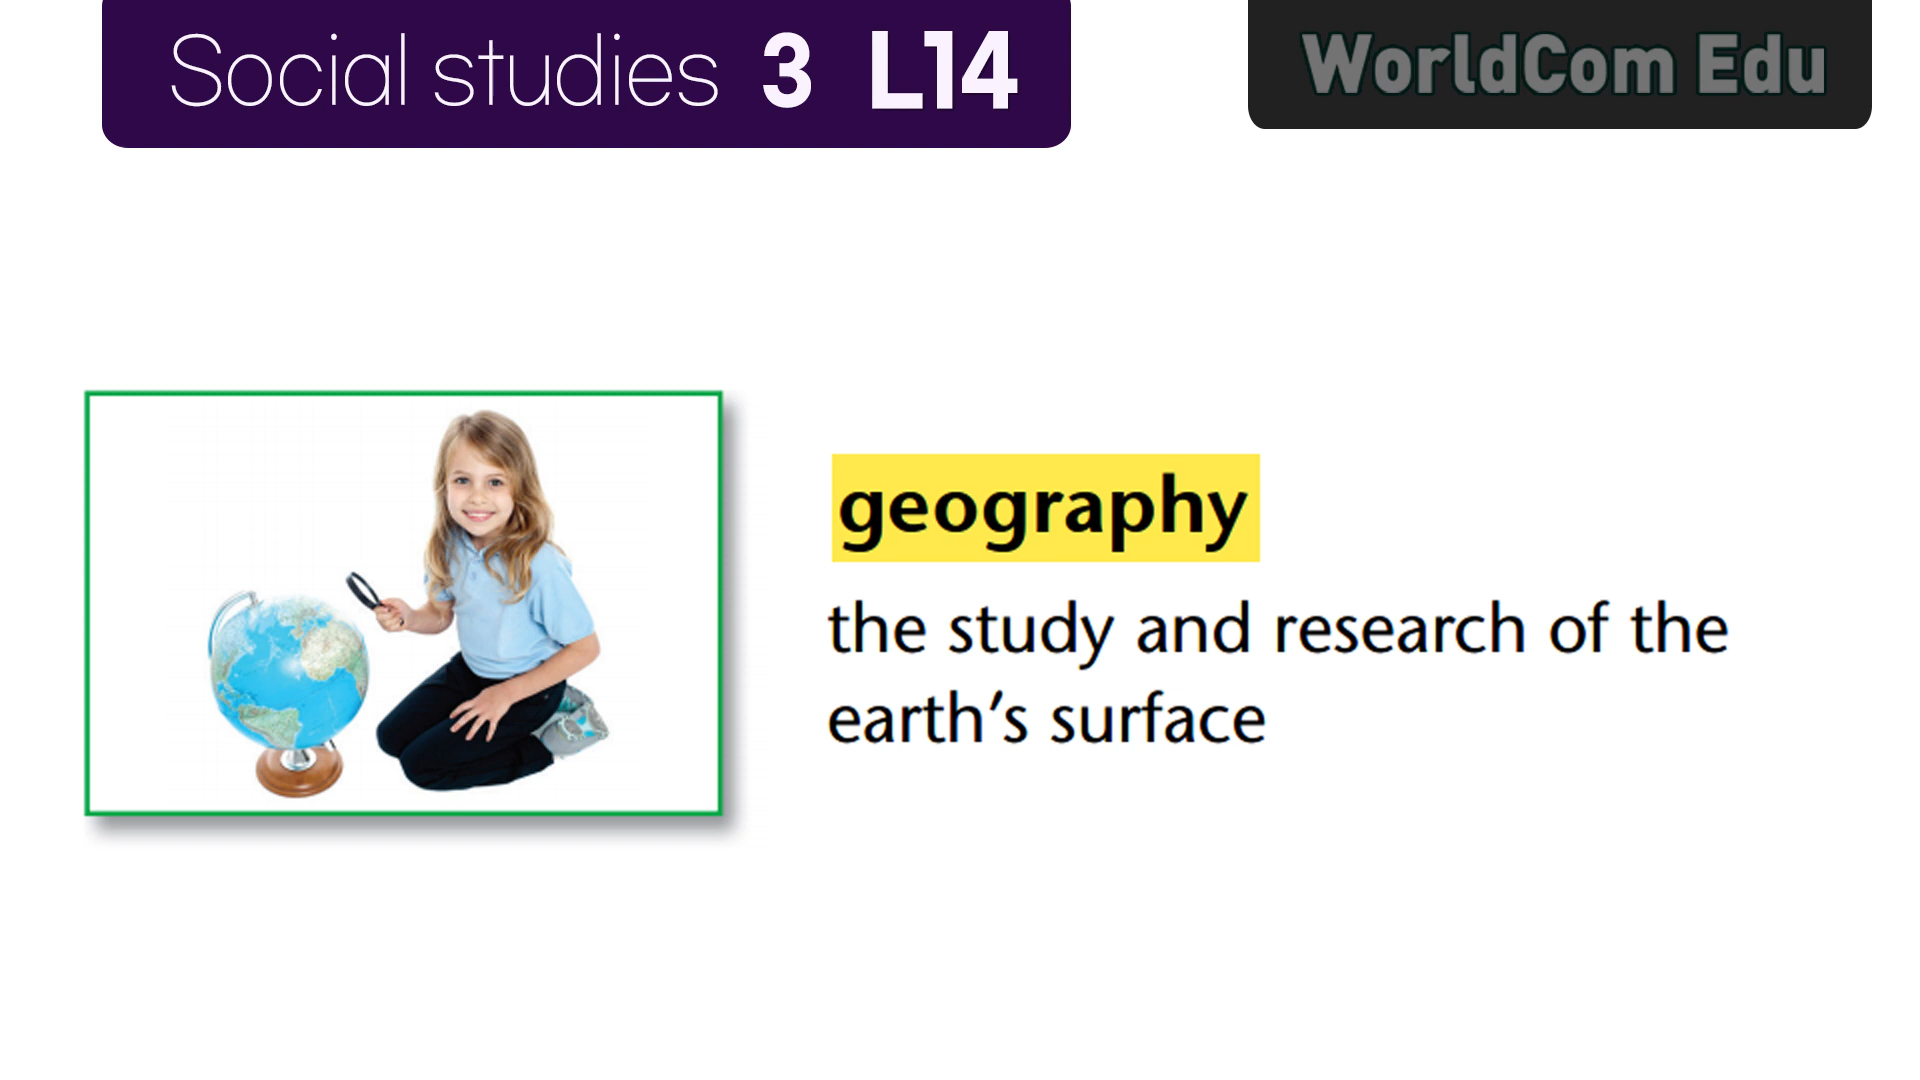 Social studies 3 L14
WorldCom Edu
geography
the study and research of the
earth's surface